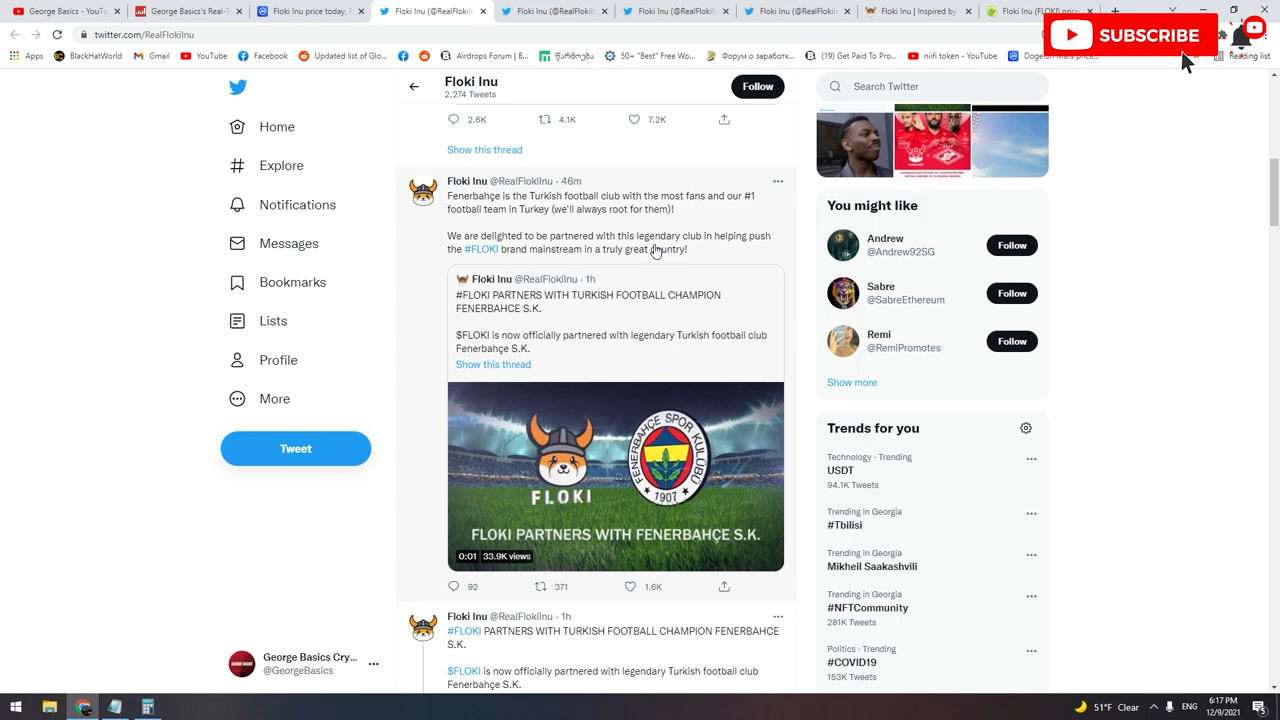 George Basics - YouTu
George Basic's - YouTu
Floki Inu price today,
Floki Inu (@RealFlokiIn
Floki Inu (@RealFlokiIn
Floki Inu (@RealFlokiIn
Floki Inu (@RealFlokiIn
Floki Inu | Inspired by
Floki Inu (FLOKI
twitter.com/RealFlokiInu
SUBSCRIBE
Apps
BlackHatWorld
Gmail
YouTube
Facebook
Updated list of Glo...
Airdrops Forum | B...
50+ "Best" Free Wo...
Форум о заработк...
(19) Get Paid To Pro...
niifi token - YouTube
Dogelon Mars price...
Reading list
Floki Inu
2,274 Tweets
Follow
Search Twitter
Home
Explore
Notifications
Messages
Bookmarks
Lists
Profile
More
Tweet
George Basics Cry...
@GeorgeBasics
2.6K 4.1K 7.2K
Show this thread
Floki Inu @RealFlokiInu · 46m
Fenerbahçe is the Turkish football club with the most fans and our #1
football team in Turkey (we'll always root for them)!
We are delighted to be partnered with this legendary club in helping push
the #FLOKI brand mainstream in a truly great country!
Floki Inu @RealFlokiInu · 1h
#FLOKI PARTNERS WITH TURKISH FOOTBALL CHAMPION
FENERBAHCE S.K.
$FLOKI is now officially partnered with legendary Turkish football club
Fenerbahçe S.K.
Show this thread
FLOKI
FENERBAHÇE SPOR KULÜBÜ
1907
FLOKI PARTNERS WITH FENERBAHÇE S.K.
0:01 33.9K views
92 371 1.6K
Floki Inu @RealFlokiInu · 1h
#FLOKI PARTNERS WITH TURKISH FOOTBALL CHAMPION FENERBAHCE
S.K.
$FLOKI is now officially partnered with legendary Turkish football club
Fenerbahçe S.K.
You might like
Andrew
@Andrew92SG
Follow
Sabre
@SabreEthereum
Follow
Remi
@RemiPromotes
Follow
Show more
Trends for you
Technology · Trending
USDT
94.1K Tweets
Trending in Georgia
#Tbilisi
Trending in Georgia
Mikheil Saakashvili
Trending in Georgia
#NFTCommunity
281K Tweets
Politics · Trending
#COVID19
153K Tweets
51°F Clear
ENG
6:17 PM
12/9/2021